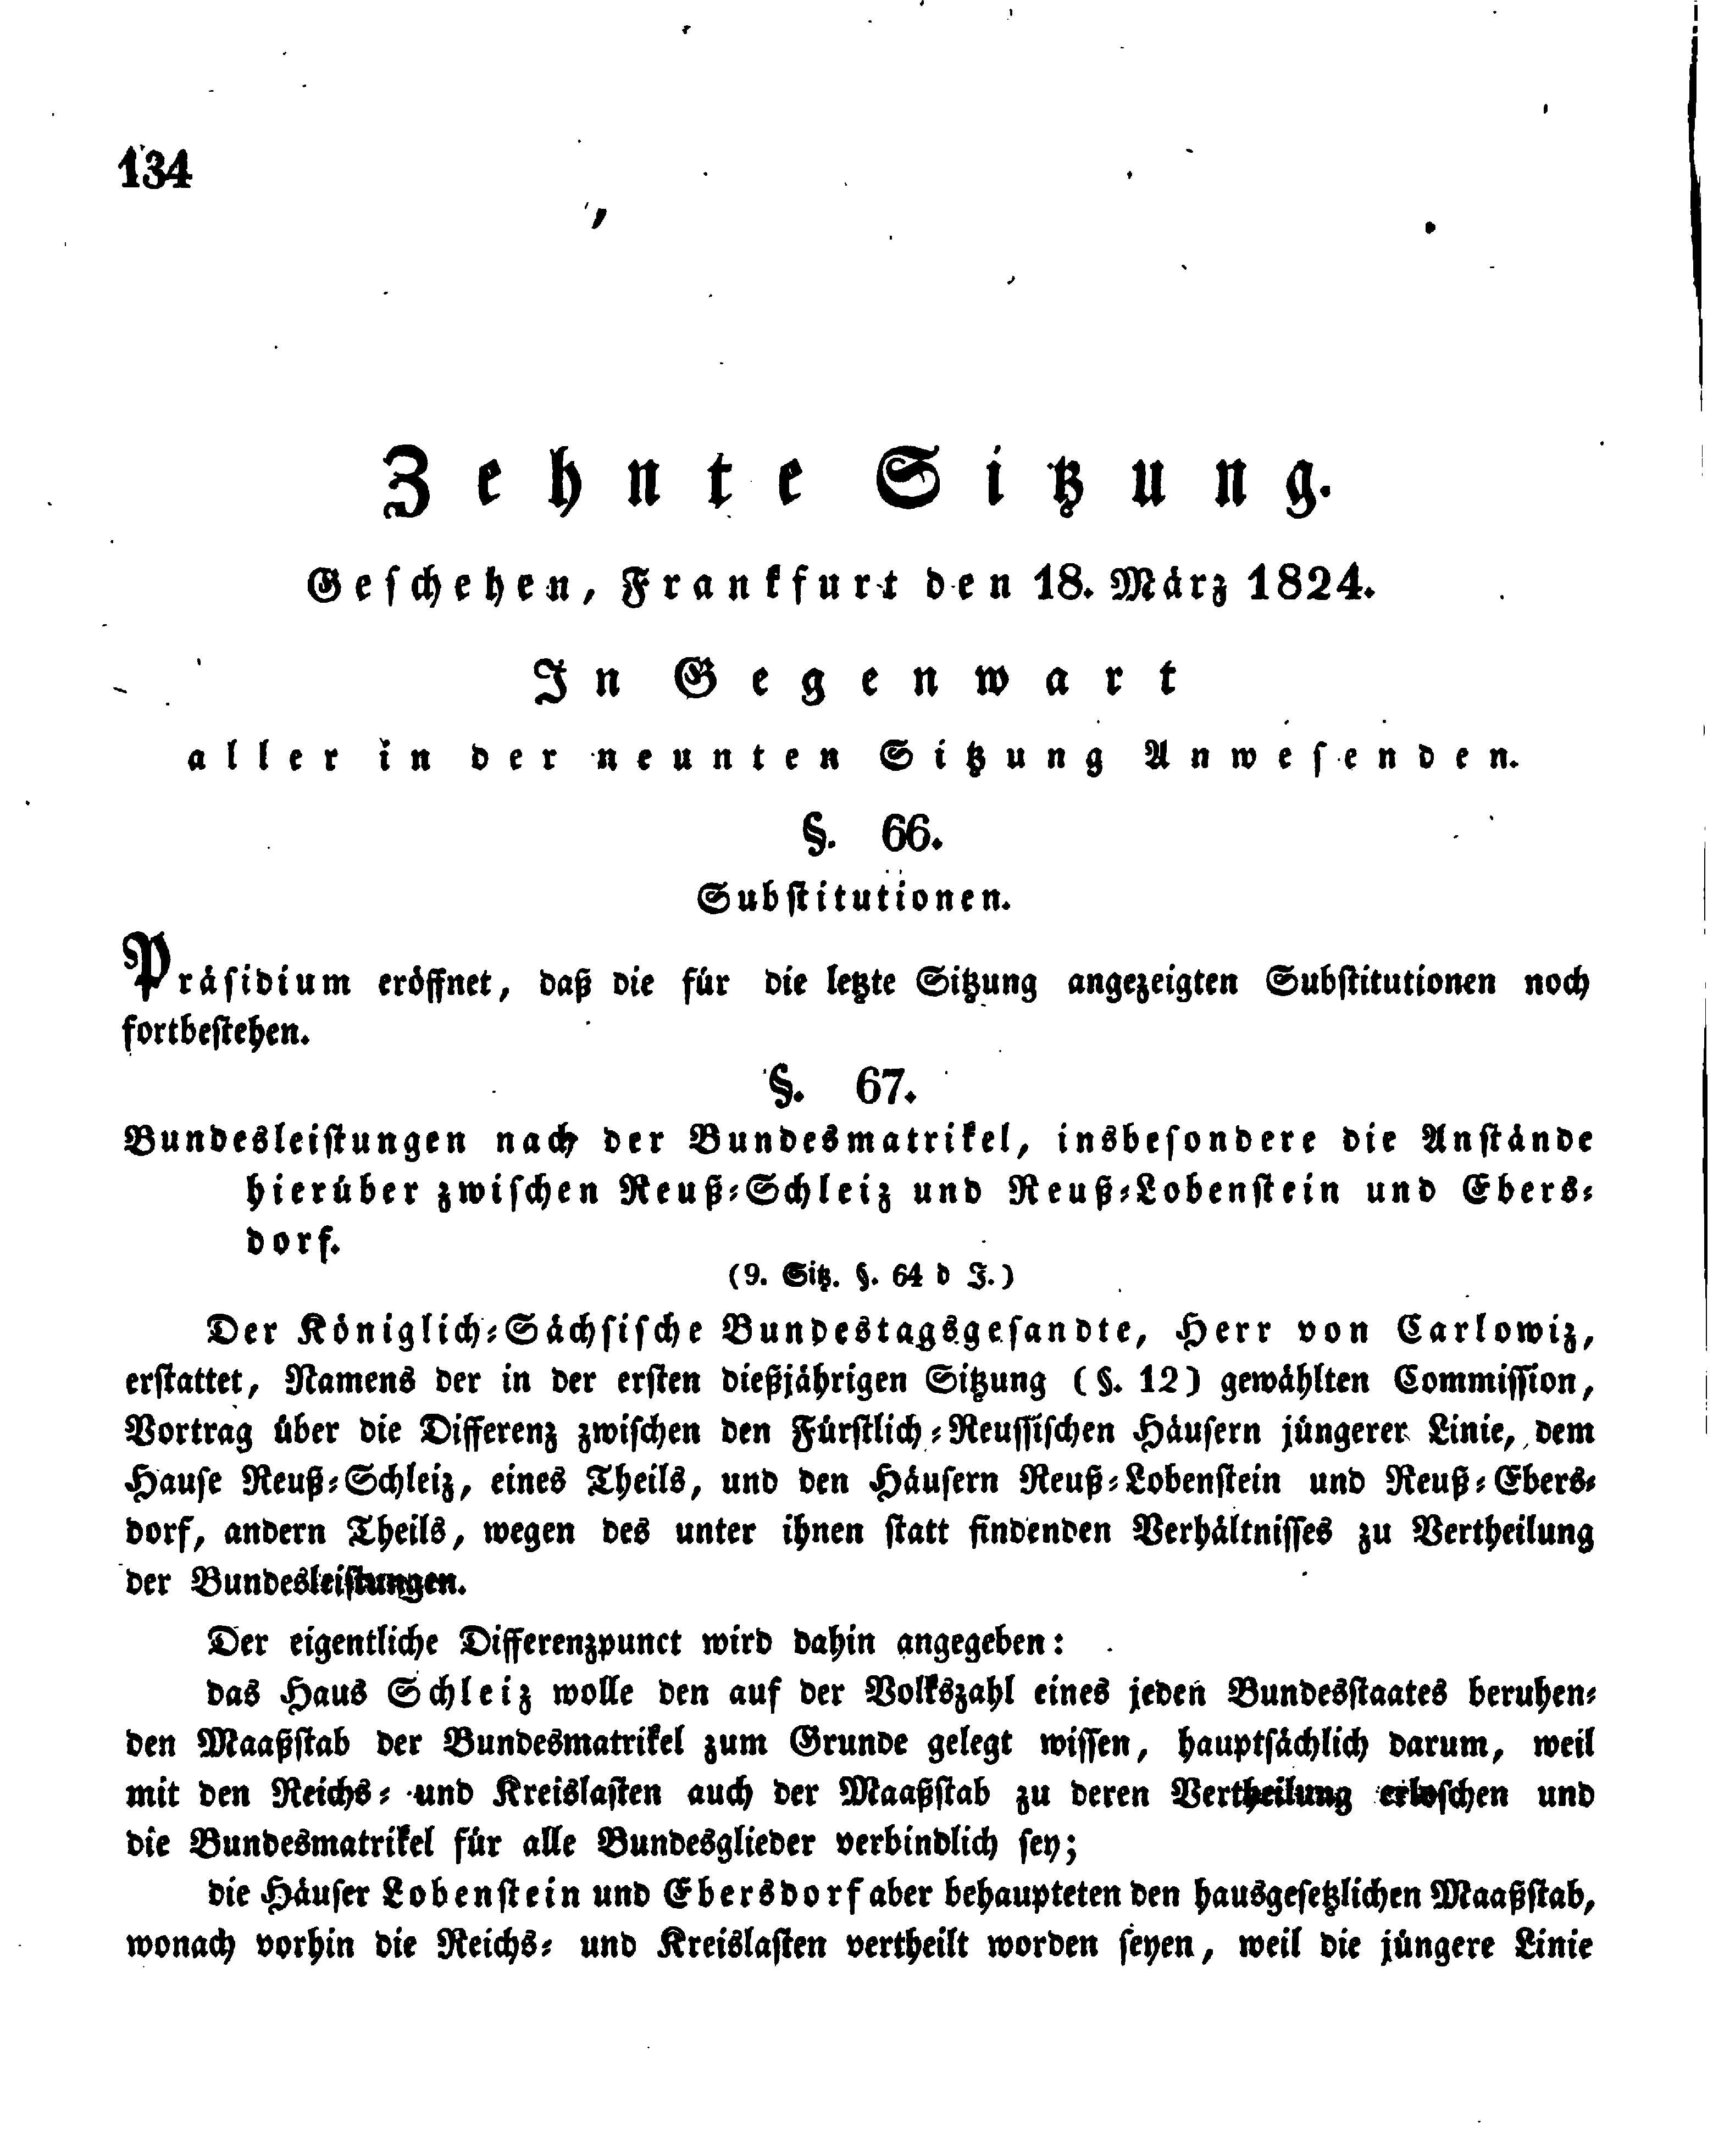 134
Zehnte Sitzung.
Geschehen, Frankfurt den 18. März 1824.
In Gegenwart
aller in der neunten Sitzung Anwesenden.
§. 66.
Substitutionen.
Präsidium eröffnet, daß die für die letzte Sitzung angezeigten Substitutionen noch
fortbestehen.
§. 67.
Bundesleistungen nach der Bundesmatrikel, insbesondere die Anstände
hierüber zwischen Reuß-Schleiz und Reuß-Lobenstein und Ebers-
dorf.
(9. Sitz. §. 64 d J.)
Der Königlich-Sächsische Bundestagsgesandte, Herr von Carlowiz,
erstattet, Namens der in der ersten dießjährigen Sitzung (§. 12) gewählten Commission,
Vortrag über die Differenz zwischen den Fürstlich-Reussischen Häusern jüngerer Linie, dem
Hause Reuß-Schleiz, eines Theils, und den Häusern Reuß-Lobenstein und Reuß-Ebers-
dorf, andern Theils, wegen des unter ihnen statt findenden Verhältnisses zu Vertheilung
der Bundesleistungen.
Der eigentliche Differenzpunct wird dahin angegeben:
das Haus Schleiz wolle den auf der Volkszahl eines jeden Bundesstaates beruhen-
den Maaßstab der Bundesmatrikel zum Grunde gelegt wissen, hauptsächlich darum, weil
mit den Reichs- und Kreislasten auch der Maaßstab zu deren Vertheilung erloschen und
die Bundesmatrikel für alle Bundesglieder verbindlich sey;
die Häuser Lobenstein und Ebersdorf aber behaupteten den hausgesetzlichen Maaßstab,
wonach vorhin die Reichs- und Kreislasten vertheilt worden seyen, weil die jüngere Linie